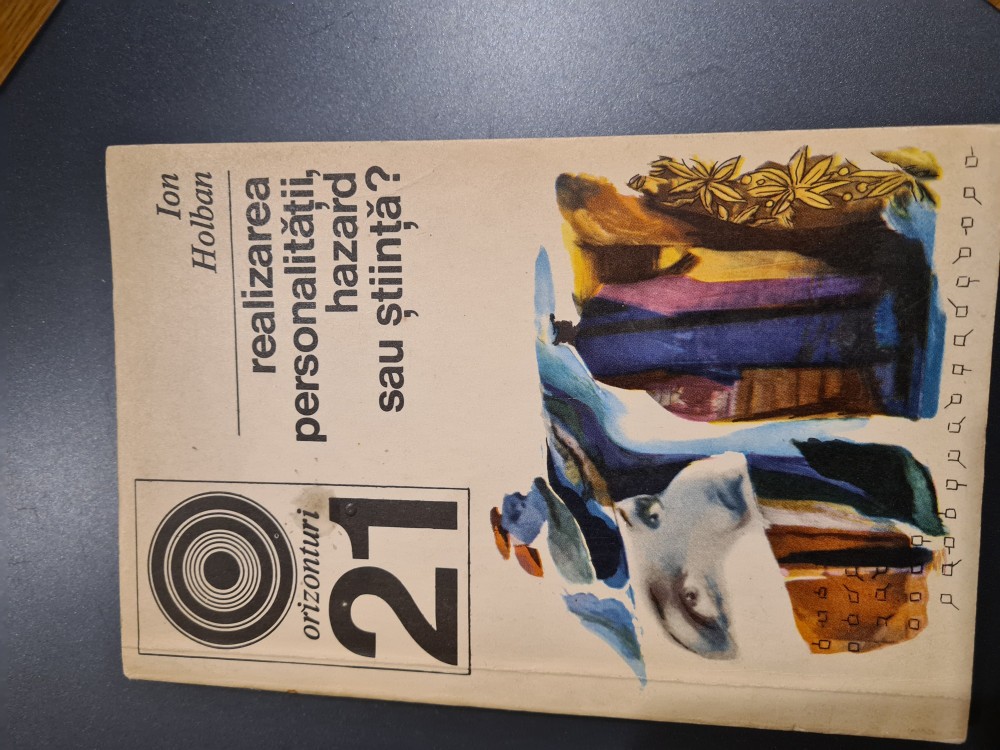 orizonturi
21
Ion
Holban
realizarea
personalității,
hazard
sau știință?